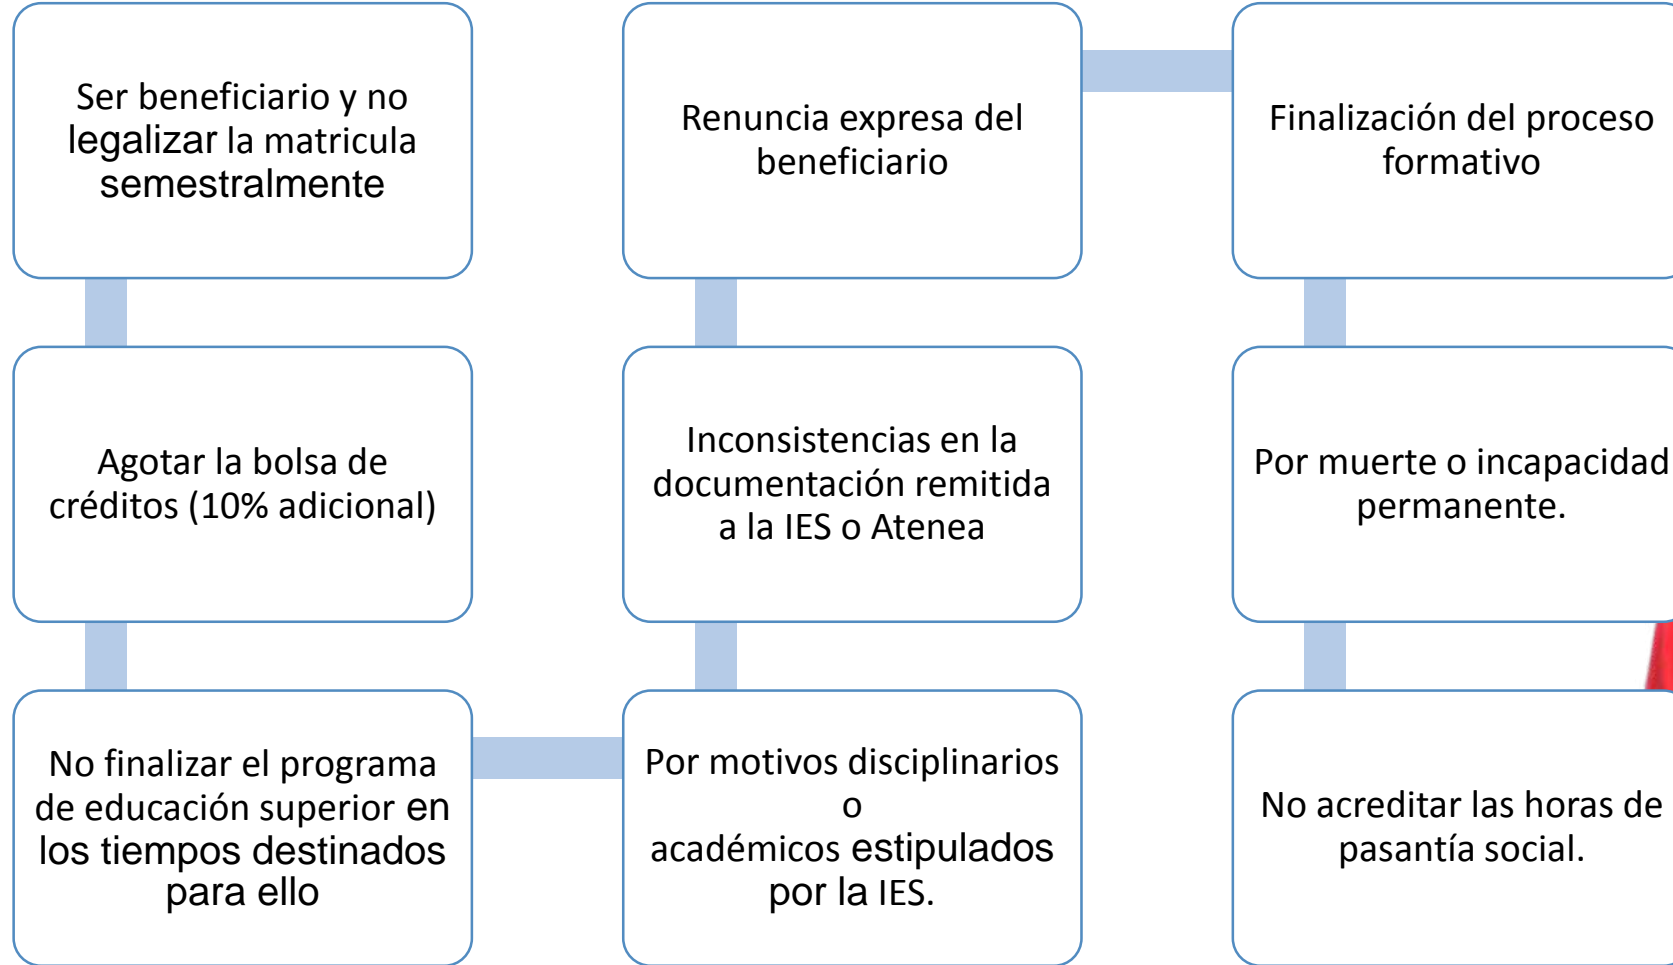 Ser beneficiario y no
legalizar la matricula
semestralmente
Agotar la bolsa de
créditos (10% adicional)
No finalizar el programa
de educación superior en
los tiempos destinados
para ello
Por motivos disciplinarios
o
académicos estipulados
por la IES.
Inconsistencias en la
documentación remitida
a la IES o Atenea
Renuncia expresa del
beneficiario
Finalización del proceso
formativo
Por muerte o incapacidad
permanente.
No acreditar las horas de
pasantía social.